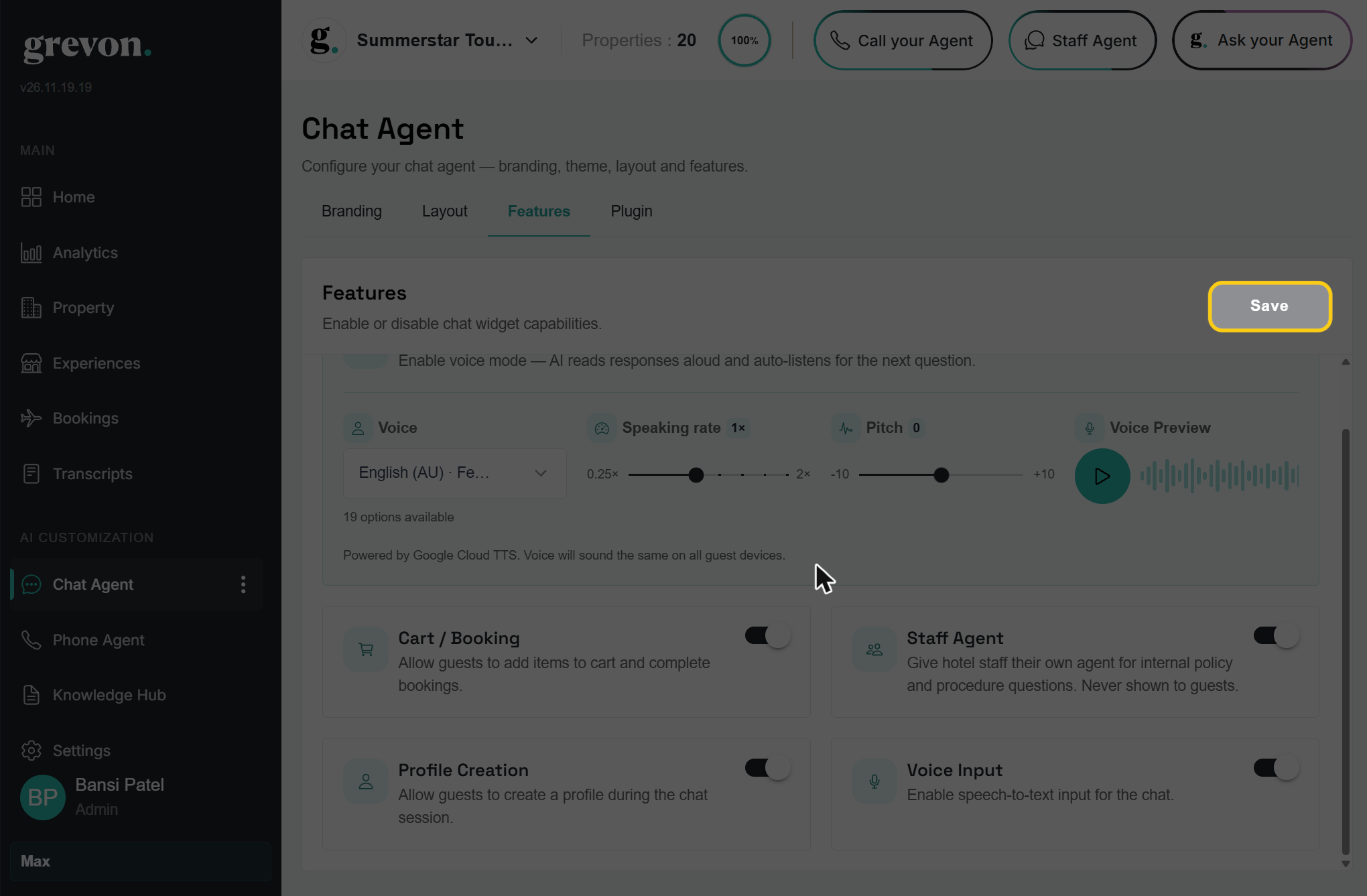 grevon.
v26.11.19.19
MAIN
Home
Analytics
Property
Experiences
Bookings
Transcripts
AI CUSTOMIZATION
Chat Agent
Phone Agent
Knowledge Hub
Settings
BP
Bansi Patel
Admin
Max
g.
Summerstar Tou...
Properties : 20
100%
Call your Agent
Staff Agent
g. Ask your Agent
Chat Agent
Configure your chat agent — branding, theme, layout and features.
Branding Layout Features Plugin
Features
Enable or disable chat widget capabilities.
Save
Enable voice mode — AI reads responses aloud and auto-listens for the next question.
Voice
English (AU) · Fe...
19 options available
Speaking rate 1×
0.25× 2×
Pitch 0
-10 +10
Voice Preview
Powered by Google Cloud TTS. Voice will sound the same on all guest devices.
Cart / Booking
Allow guests to add items to cart and complete
bookings.
Staff Agent
Give hotel staff their own agent for internal policy
and procedure questions. Never shown to guests.
Profile Creation
Allow guests to create a profile during the chat
session.
Voice Input
Enable speech-to-text input for the chat.